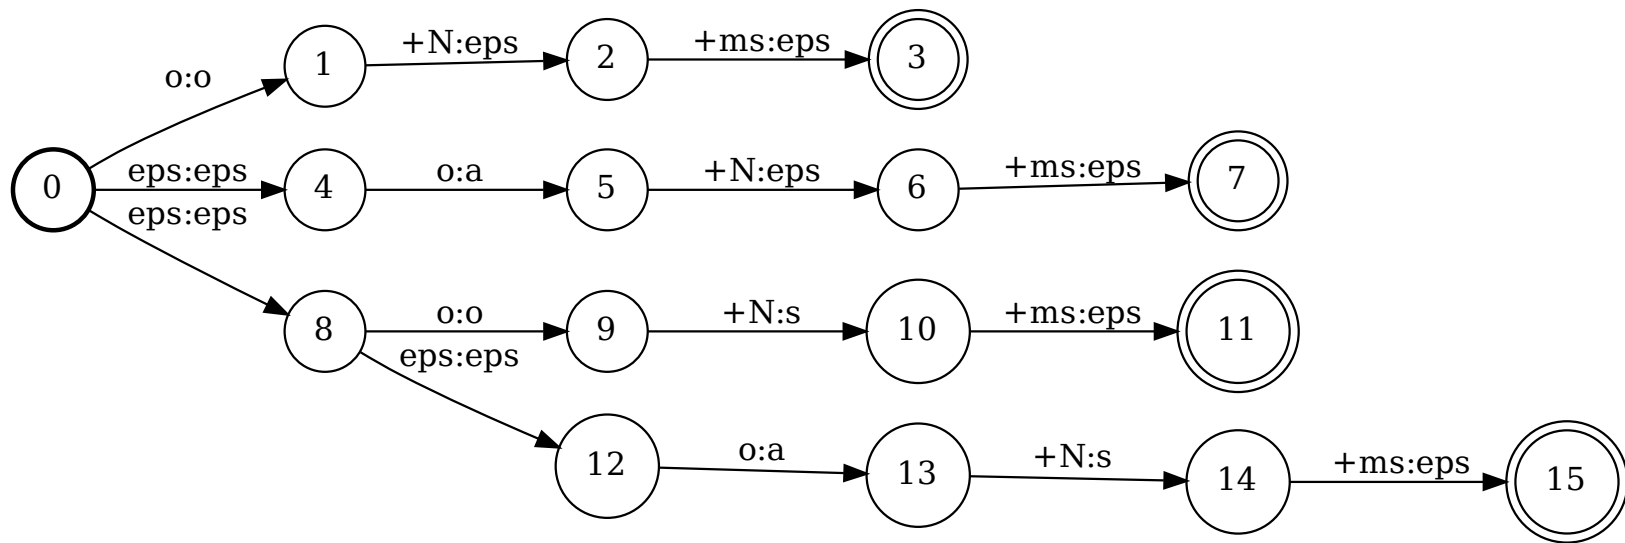 o:o 1 +N:eps 2 +ms:eps 3
0 eps:eps 4 o:a 5 +N:eps 6 +ms:eps 7
eps:eps 8 o:o 9 +N:s 10 +ms:eps 11
eps:eps 12 o:a 13 +N:s 14 +ms:eps 15